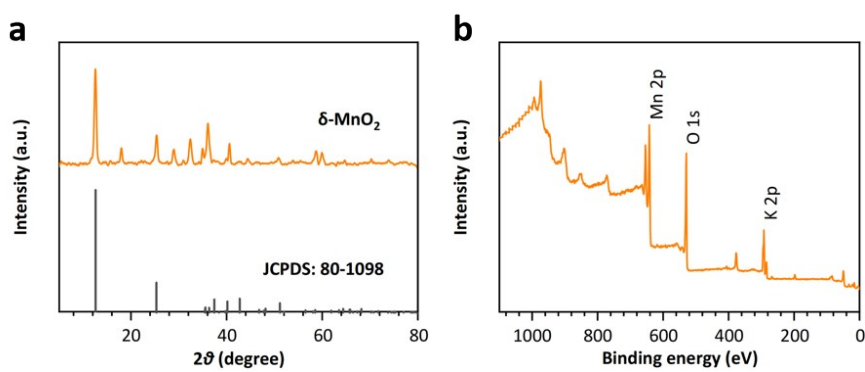 a
Intensity (a.u.)
δ-MnO₂
JCPDS: 80-1098
20 40 60 80
2ϑ (degree)
b
Intensity (a.u.)
Mn 2p
O 1s
K 2p
1000 800 600 400 200 0
Binding energy (eV)